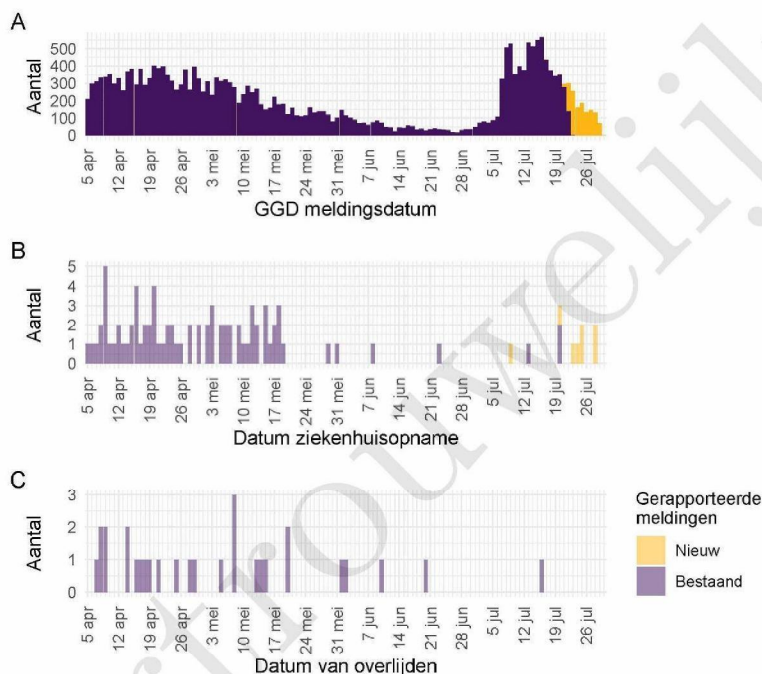 A
Aantal
500
400
300
200
100
0
5 apr
12 apr
19 apr
26 apr
3 mei
10 mei
17 mei
24 mei
31 mei
7 jun
14 jun
21 jun
28 jun
5 jul
12 jul
19 jul
26 jul
GGD meldingsdatum
B
Aantal
5
4
3
2
1
0
5 apr
12 apr
19 apr
26 apr
3 mei
10 mei
17 mei
24 mei
31 mei
7 jun
14 jun
21 jun
28 jun
5 jul
12 jul
19 jul
26 jul
Datum ziekenhuisopname
C
Aantal
3
2
1
0
5 apr
12 apr
19 apr
26 apr
3 mei
10 mei
17 mei
24 mei
31 mei
7 jun
14 jun
21 jun
28 jun
5 jul
12 jul
19 jul
26 jul
Datum van overlijden
Gerapporteerde
meldingen
Nieuw
Bestaand